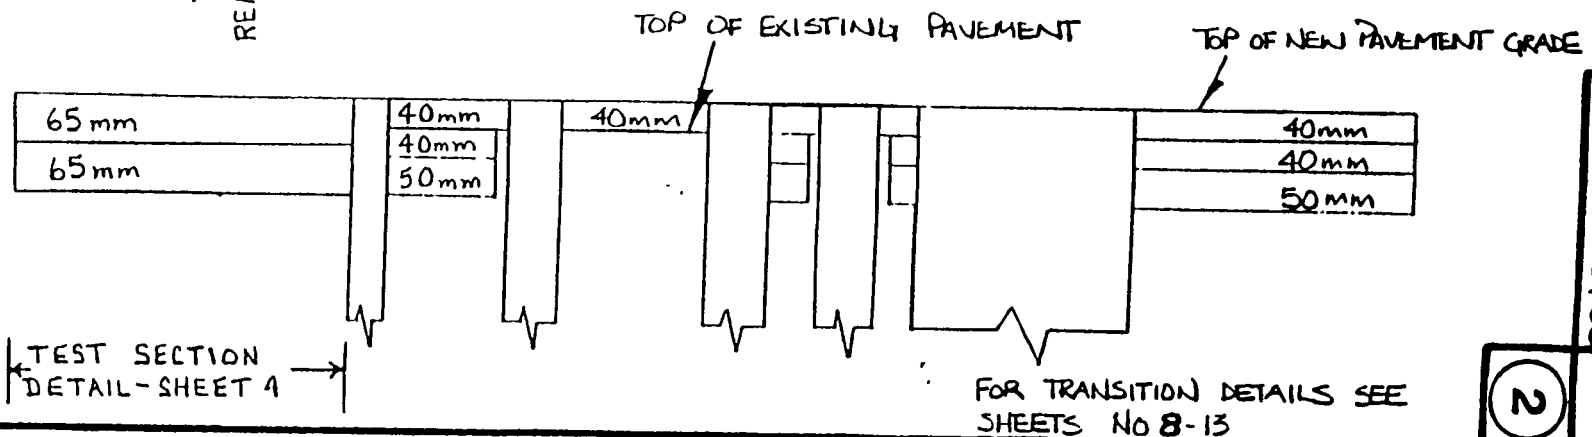 TOP OF EXISTING PAVEMENT
TOP OF NEW PAVEMENT GRADE
65mm
65mm
40mm
40mm
50mm
40mm
40mm
40mm
50mm
TEST SECTION
DETAIL-SHEET 4
FOR TRANSITION DETAILS SEE
SHEETS NO 8-13
2